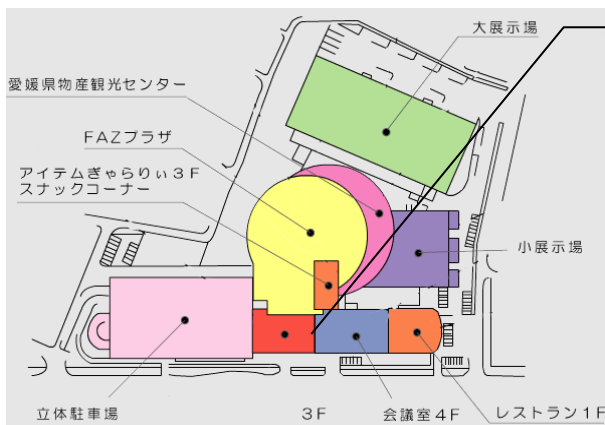 大展示場
愛媛県物産観光センター
FAZプラザ
アイテムぎゃらりぃ3F
スナックコーナー
小展示場
立体駐車場
3F
会議室4F
レストラン1F